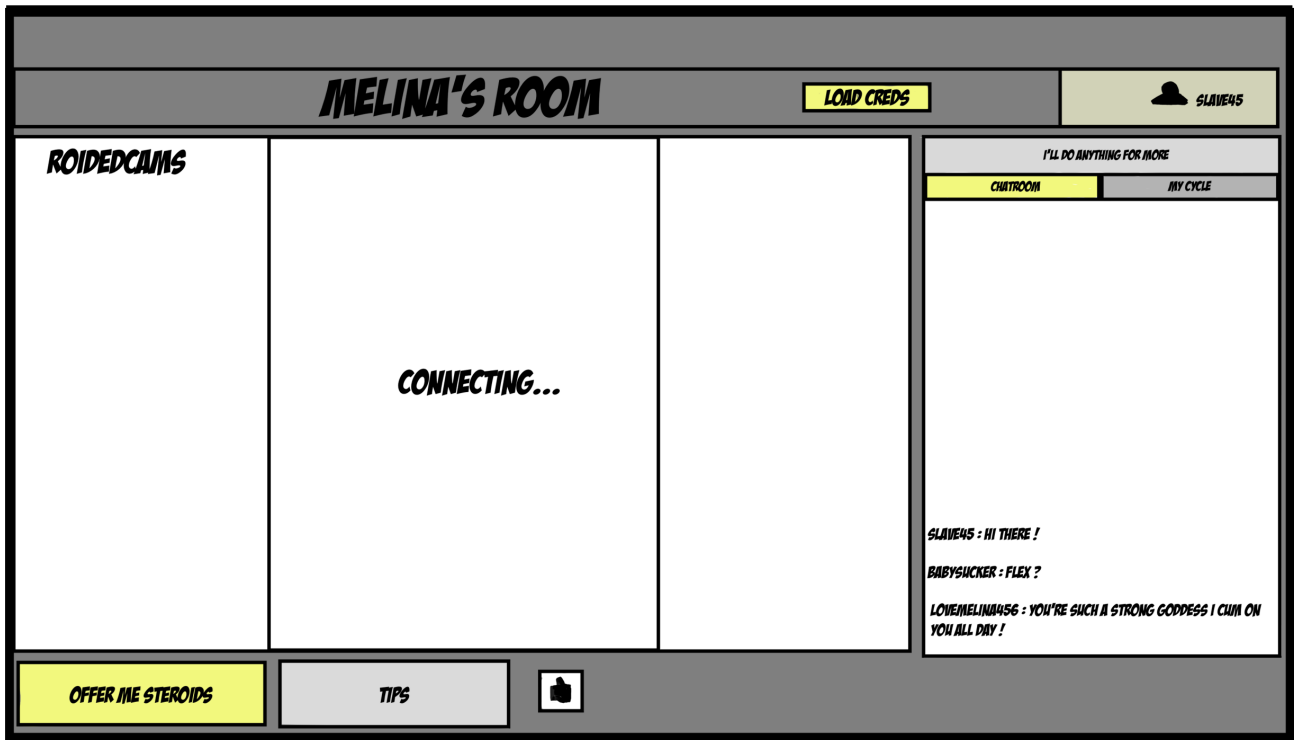 MELINA'S ROOM
LOAD CREDS
SLAVE45
ROIDEDCAMS
CONNECTING...
I'LL DO ANYTHING FOR MORE
CHATROOM
MY CYCLE
SLAVE45 : HI THERE !
BABYSUCKER : FLEX ?
LOVEMELINA456 : YOU'RE SUCH A STRONG GODDESS I CUM ON
YOU ALL DAY !
OFFER ME STEROIDS
TIPS